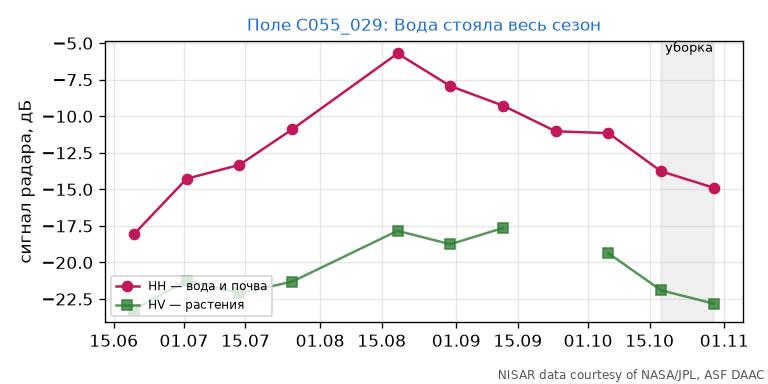 Поле C055_029: Вода стояла весь сезон
уборка
сигнал радара, дБ
−5.0
−7.5
−10.0
−12.5
−15.0
−17.5
−20.0
−22.5
HH — вода и почва
HV — растения
15.06 01.07 15.07 01.08 15.08 01.09 15.09 01.10 15.10 01.11
NISAR data courtesy of NASA/JPL, ASF DAAC